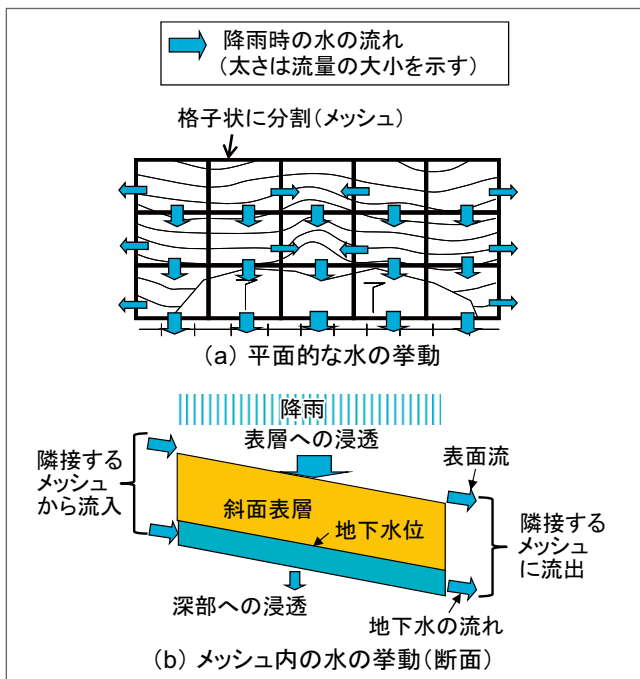 降雨時の水の流れ
（太さは流量の大小を示す）
格子状に分割（メッシュ）
（a）平面的な水の挙動
降雨
表層への浸透
表面流
隣接する
メッシュ
から流入
斜面表層
地下水位
隣接する
メッシュ
に流出
深部への浸透
地下水の流れ
（b）メッシュ内の水の挙動（断面）